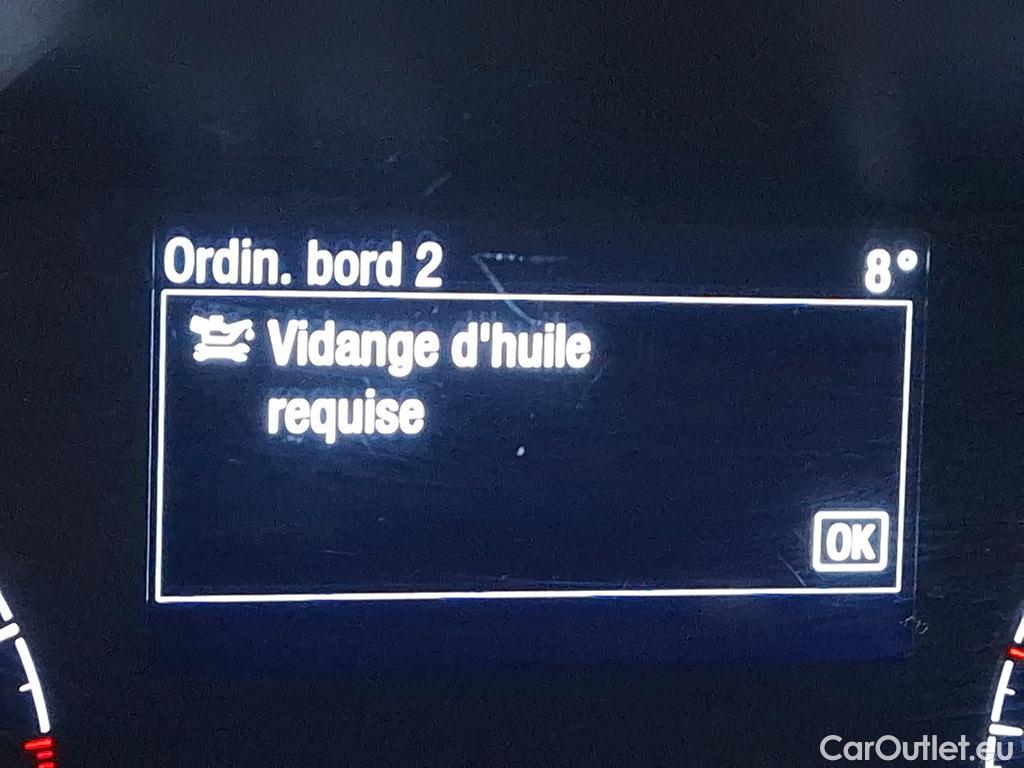 Ordin. bord 2 8°
Vidange d'huile
requise
OK
CarOutlet.eu